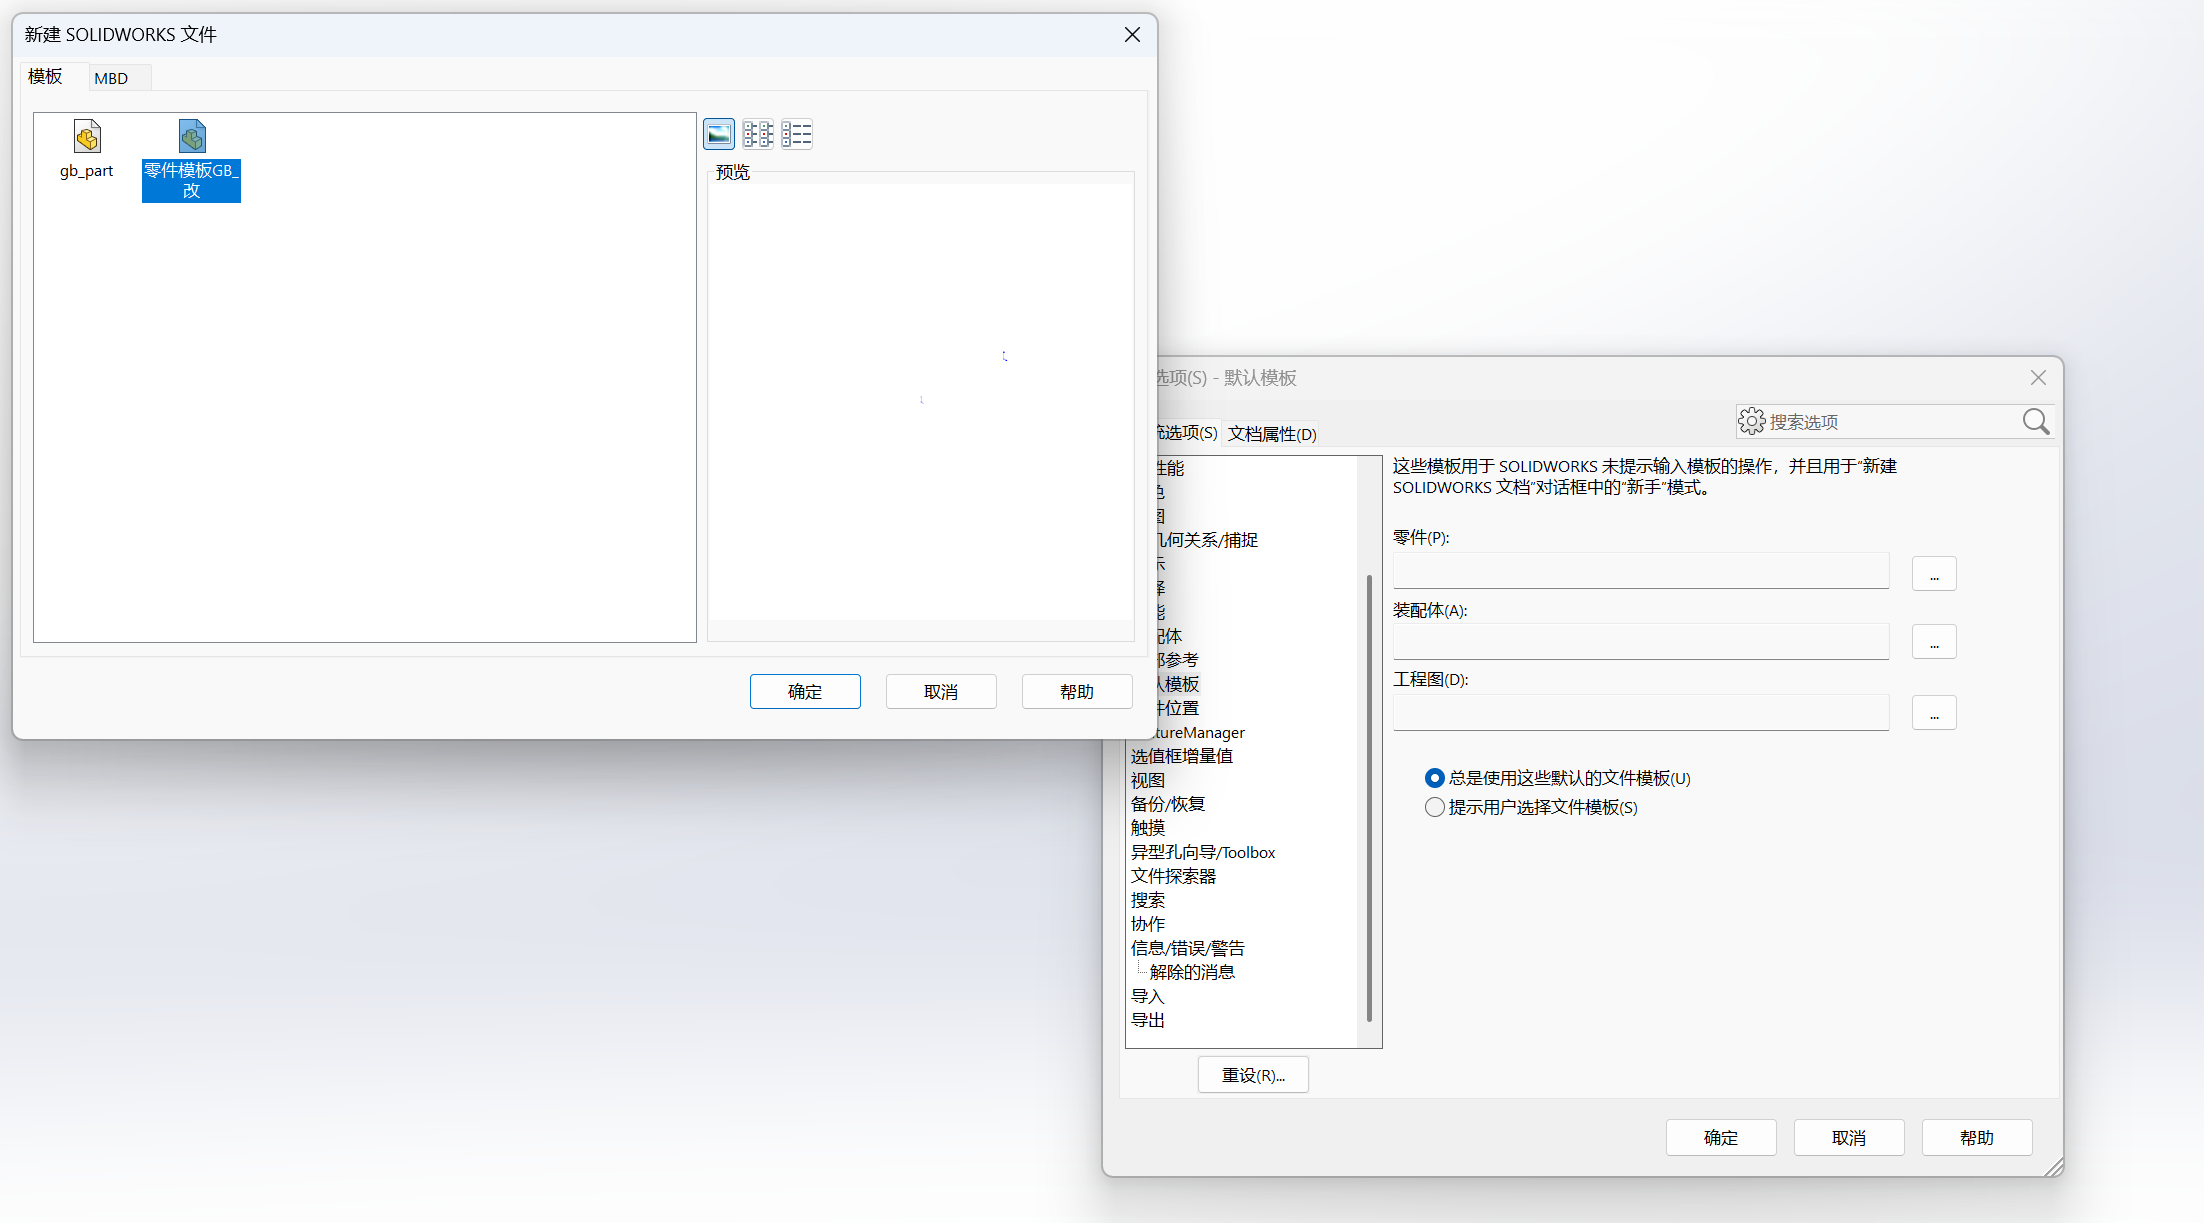 新建 SOLIDWORKS 文件
模板
MBD
gb_part
零件模板GB_
改
预览
确定
取消
帮助
选项(S) - 默认模板
统选项(S)
文档属性(D)
搜索选项
性能
几何关系/捕捉
配体
部参考
认模板
件位置
tureManager
选值框增量值
视图
备份/恢复
触摸
异型孔向导/Toolbox
文件探索器
搜索
协作
信息/错误/警告
解除的消息
导入
导出
重设(R)...
这些模板用于 SOLIDWORKS 未提示输入模板的操作，并且用于“新建
SOLIDWORKS 文档”对话框中的“新手”模式。
零件(P):
...
装配体(A):
...
工程图(D):
...
总是使用这些默认的文件模板(U)
提示用户选择文件模板(S)
确定
取消
帮助